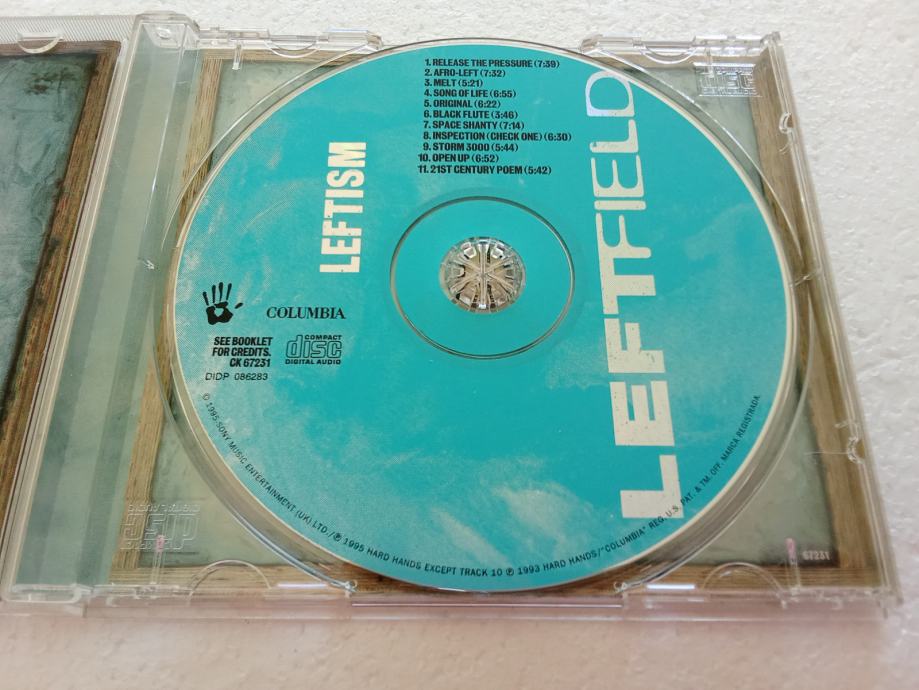 1. RELEASE THE PRESSURE (7:39)
2. AFRO-LEFT (7:32)
3. MELT (5:21)
4. SONG OF LIFE (6:55)
5. ORIGINAL (6:22)
6. BLACK FLUTE (3:46)
7. SPACE SHANTY (7:14)
8. INSPECTION (CHECK ONE) (6:30)
9. STORM 3000 (5:44)
10. OPEN UP (6:52)
11. 21ST CENTURY POEM (5:42)
LEFTISM
LEFTFIELD
COLUMBIA
SEE BOOKLET
FOR CREDITS.
CK 67231
COMPACT
disc
DIGITAL AUDIO
DIDP 086283
© 1995 SONY MUSIC ENTERTAINMENT (UK) LTD./℗ 1995 HARD HANDS EXCEPT TRACK 10 ℗ 1993 HARD HANDS/"COLUMBIA" REG. U.S. PAT. & TM. OFF. MARCA REGISTRADA.
67231